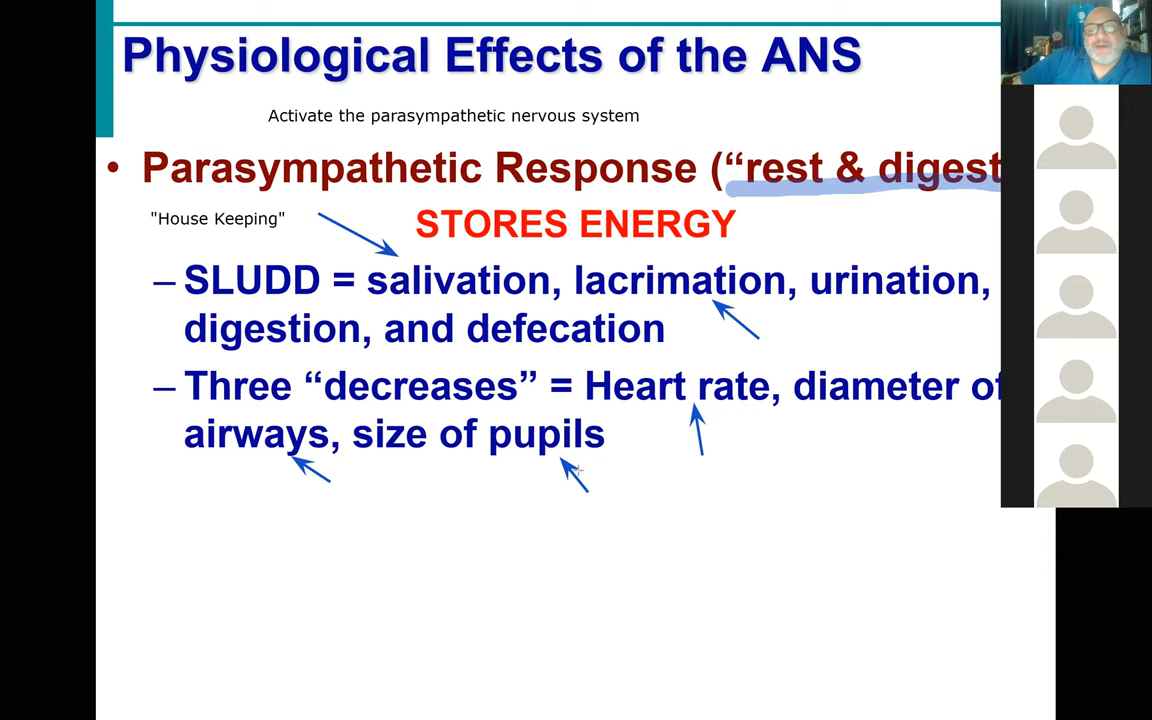 Physiological Effects of the ANS
Activate the parasympathetic nervous system
• Parasympathetic Response (“rest & digest
"House Keeping"
STORES ENERGY
– SLUDD = salivation, lacrimation, urination,
digestion, and defecation
– Three “decreases” = Heart rate, diameter of
airways, size of pupils